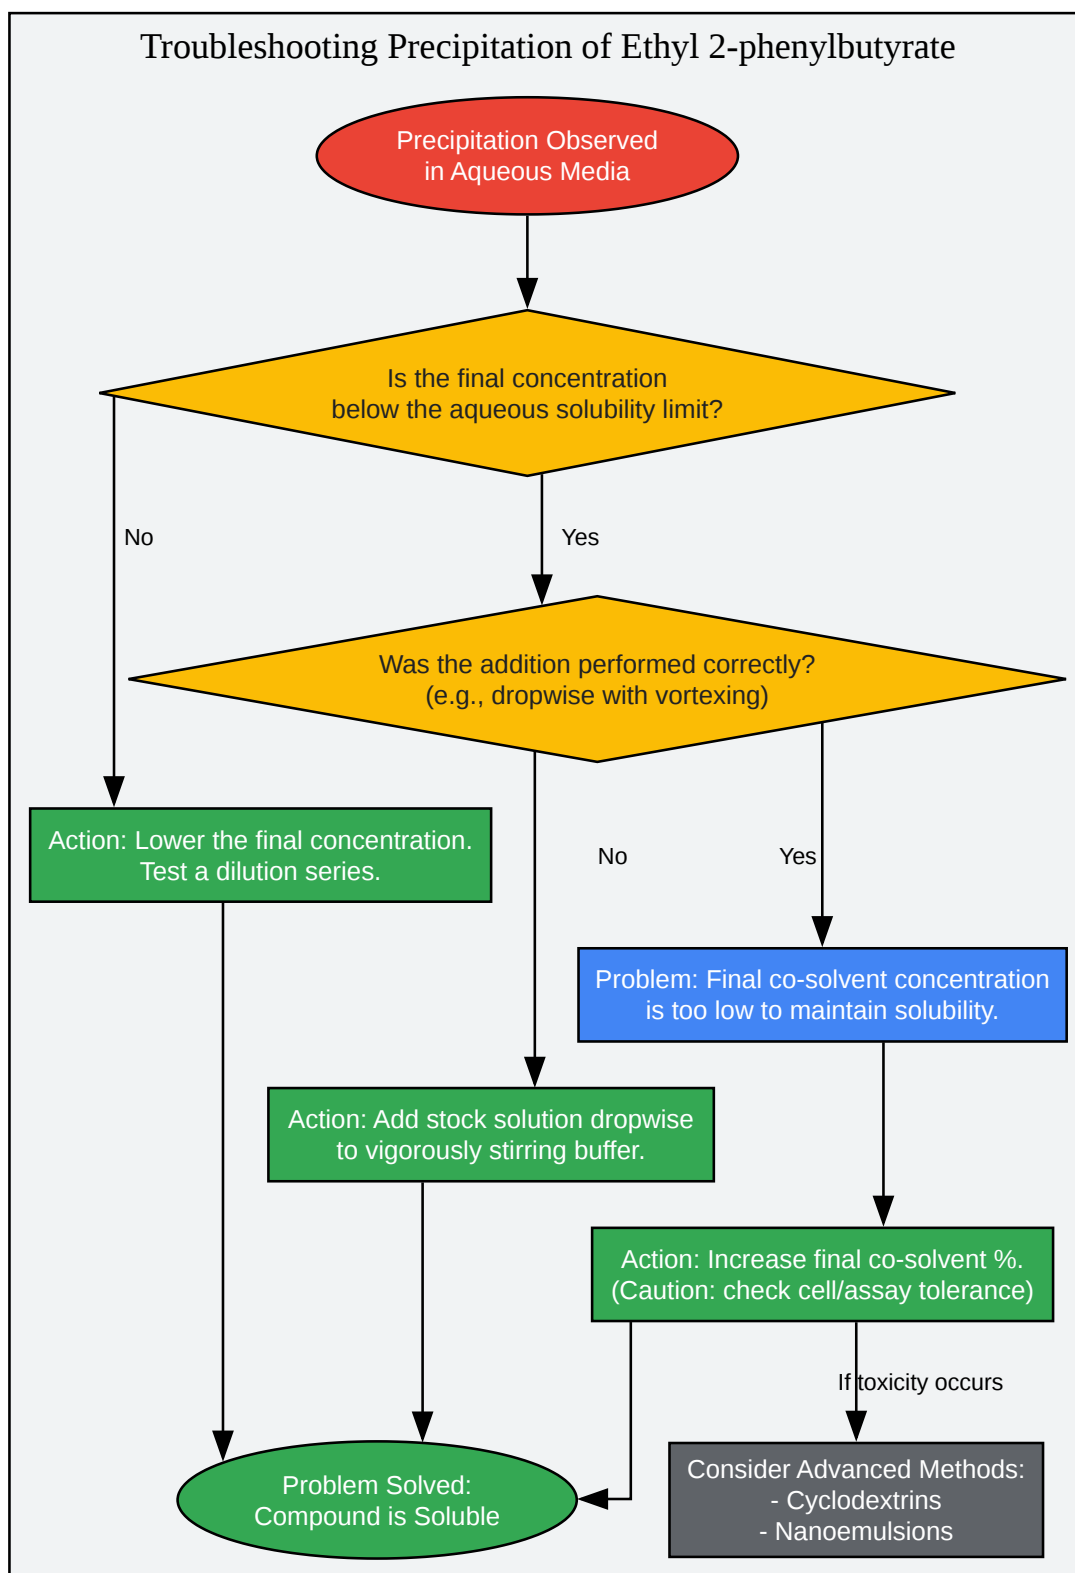 Troubleshooting Precipitation of Ethyl 2-phenylbutyrate
Precipitation Observed
in Aqueous Media
Is the final concentration
below the aqueous solubility limit?
No
Yes
Was the addition performed correctly?
(e.g., dropwise with vortexing)
Action: Lower the final concentration.
Test a dilution series.
No
Yes
Problem: Final co-solvent concentration
is too low to maintain solubility.
Action: Add stock solution dropwise
to vigorously stirring buffer.
Action: Increase final co-solvent %.
(Caution: check cell/assay tolerance)
If toxicity occurs
Problem Solved:
Compound is Soluble
Consider Advanced Methods:
- Cyclodextrins
- Nanoemulsions